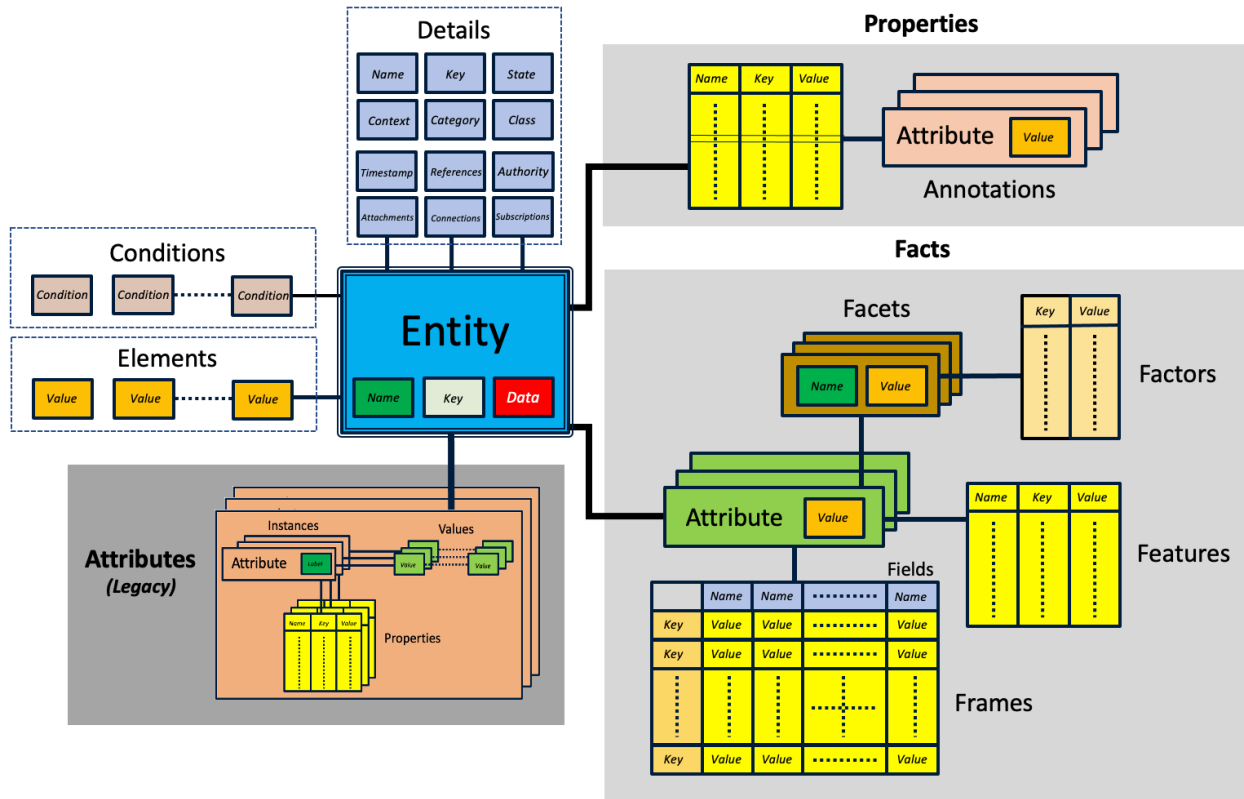 Details
Name Key State
Context Category Class
Timestamp References Authority
Attachments Connections Subscriptions
Conditions
Condition Condition Condition
Elements
Value Value Value
Entity
Name Key Data
Attributes
(Legacy)
Instances
Values
Attribute Label Value Value
Name Key Value
Properties
Properties
Name Key Value
Attribute Value
Annotations
Facts
Facets
Name Value
Key Value
Factors
Attribute Value
Name Key Value
Features
Fields
Name Name Name
Key Value Value Value
Key Value Value Value
Key Value Value Value
Frames